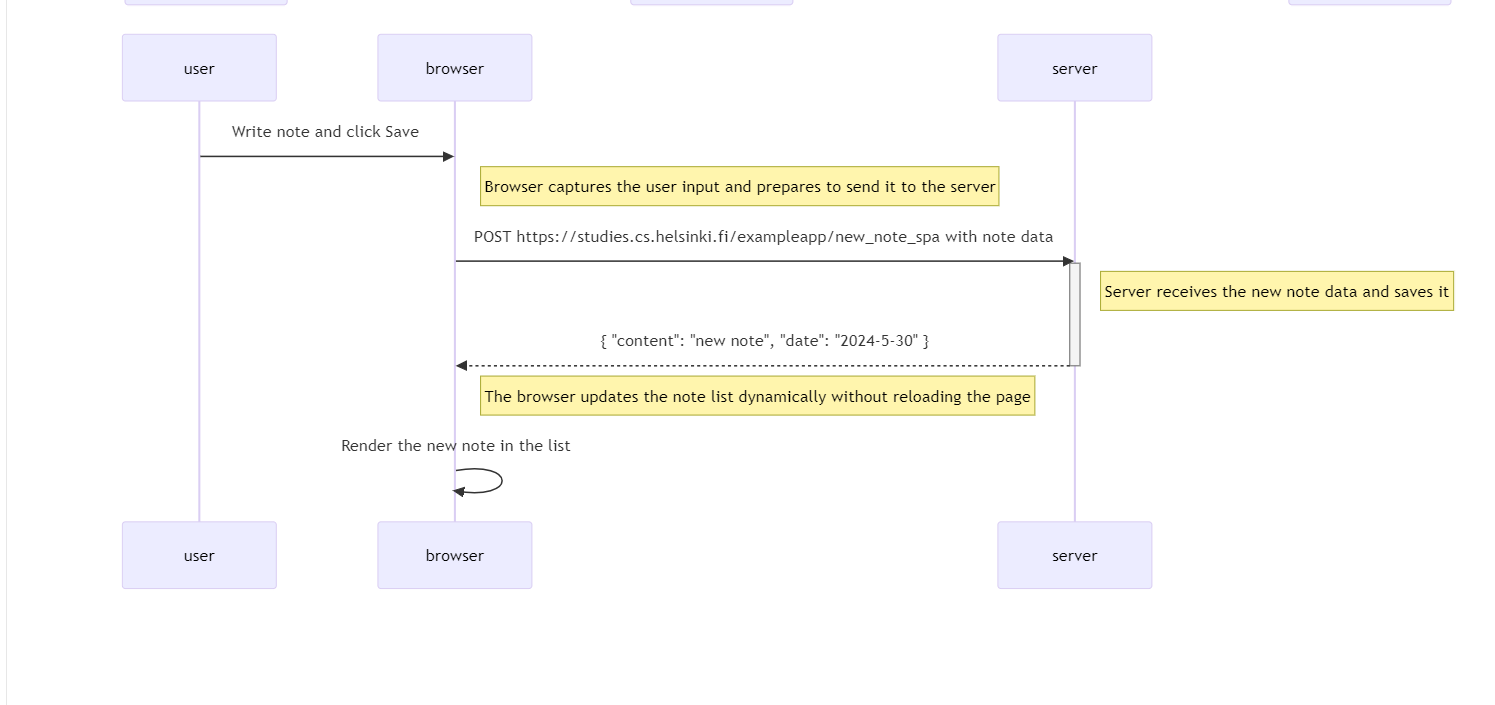 user
browser
server
Write note and click Save
Browser captures the user input and prepares to send it to the server
POST https://studies.cs.helsinki.fi/exampleapp/new_note_spa with note data
Server receives the new note data and saves it
{ "content": "new note", "date": "2024-5-30" }
The browser updates the note list dynamically without reloading the page
Render the new note in the list
user
browser
server